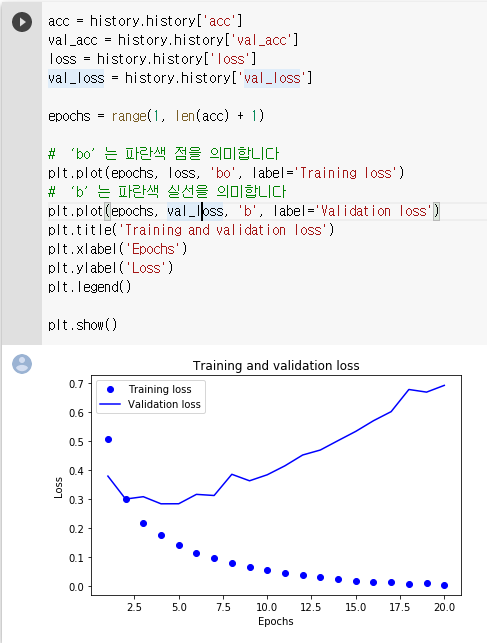 acc = history.history['acc']
val_acc = history.history['val_acc']
loss = history.history['loss']
val_loss = history.history['val_loss']
epochs = range(1, len(acc) + 1)
# ‘bo’ 는 파란색 점을 의미합니다
plt.plot(epochs, loss, 'bo', label='Training loss')
# ‘b’ 는 파란색 실선을 의미합니다
plt.plot(epochs, val_loss, 'b', label='Validation loss')
plt.title('Training and validation loss')
plt.xlabel('Epochs')
plt.ylabel('Loss')
plt.legend()
plt.show()
Training and validation loss
Training loss
Validation loss
0.7
0.6
0.5
0.4
0.3
0.2
0.1
0.0
Loss
2.5 5.0 7.5 10.0 12.5 15.0 17.5 20.0
Epochs